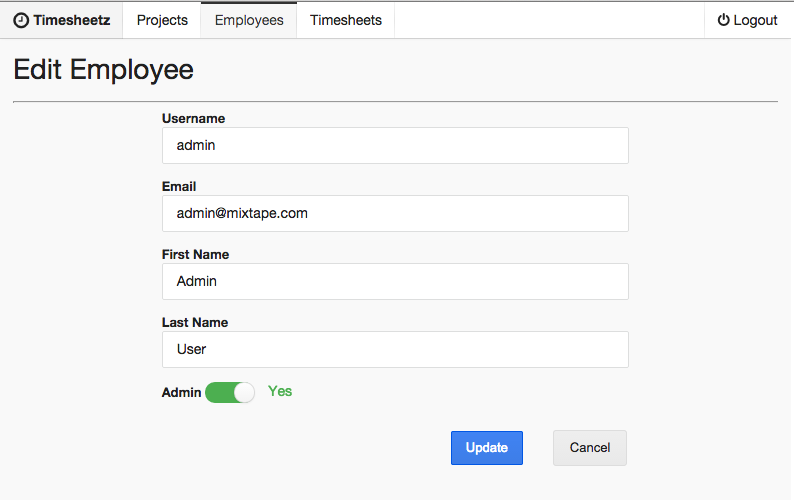 Timesheetz Projects Employees Timesheets Logout
Edit Employee
Username
admin
Email
admin@mixtape.com
First Name
Admin
Last Name
User
Admin Yes
Update Cancel